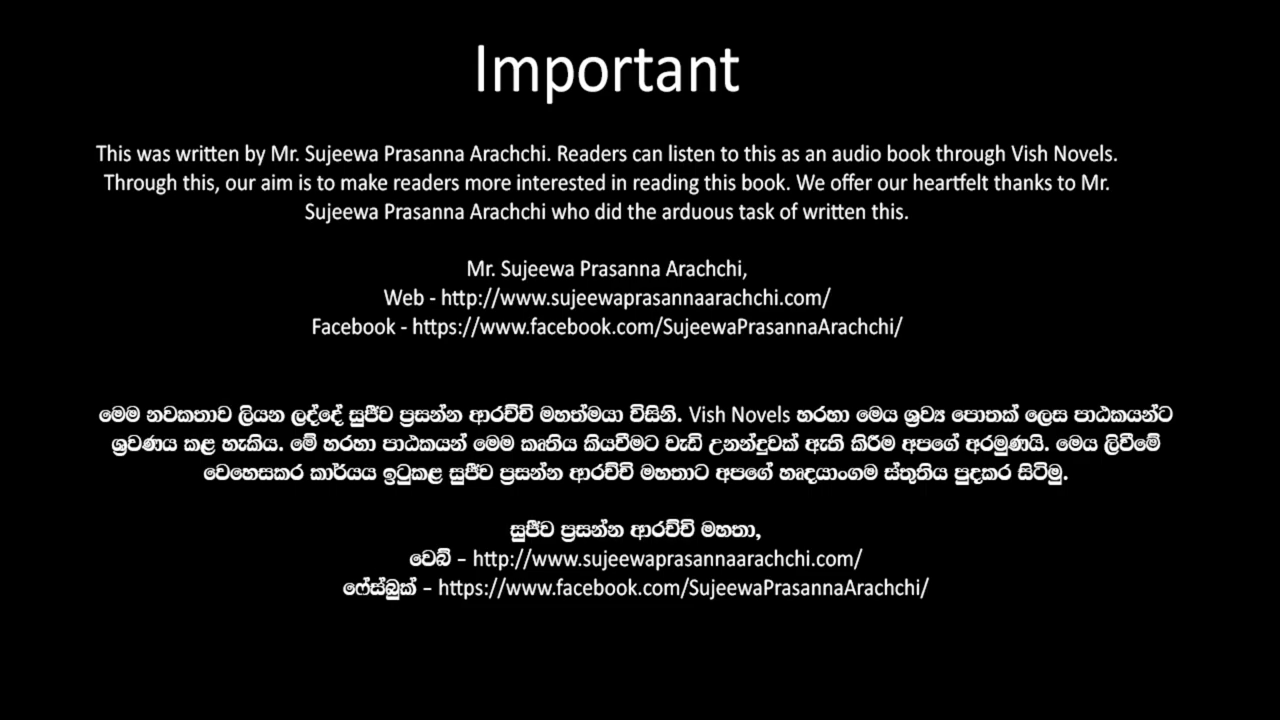 Important
This was written by Mr. Sujeewa Prasanna Arachchi. Readers can listen to this as an audio book through Vish Novels.
Through this, our aim is to make readers more interested in reading this book. We offer our heartfelt thanks to Mr.
Sujeewa Prasanna Arachchi who did the arduous task of written this.
Mr. Sujeewa Prasanna Arachchi,
Web - http://www.sujeewaprasannaarachchi.com/
Facebook - https://www.facebook.com/SujeewaPrasannaArachchi/
මෙම නවකතාව ලියන ලද්දේ සුජීව ප්‍රසන්න ආරච්චි මහත්මයා විසිනි. Vish Novels හරහා මෙය ශ්‍රව්‍ය පොතක් ලෙස පාඨකයන්ට
ශ්‍රවණය කළ හැකිය. මේ හරහා පාඨකයන් මෙම කෘතිය කියවීමට වැඩි උනන්දුවක් ඇති කිරීම අපගේ අරමුණයි. මෙය ලිවීමේ
වෙහෙසකර කාර්යය ඉටුකළ සුජීව ප්‍රසන්න ආරච්චි මහතාට අපගේ හෘදයාංගම ස්තුතිය පුදකර සිටිමු.
සුජීව ප්‍රසන්න ආරච්චි මහතා,
වෙබ් – http://www.sujeewaprasannaarachchi.com/
ෆේස්බුක් – https://www.facebook.com/SujeewaPrasannaArachchi/